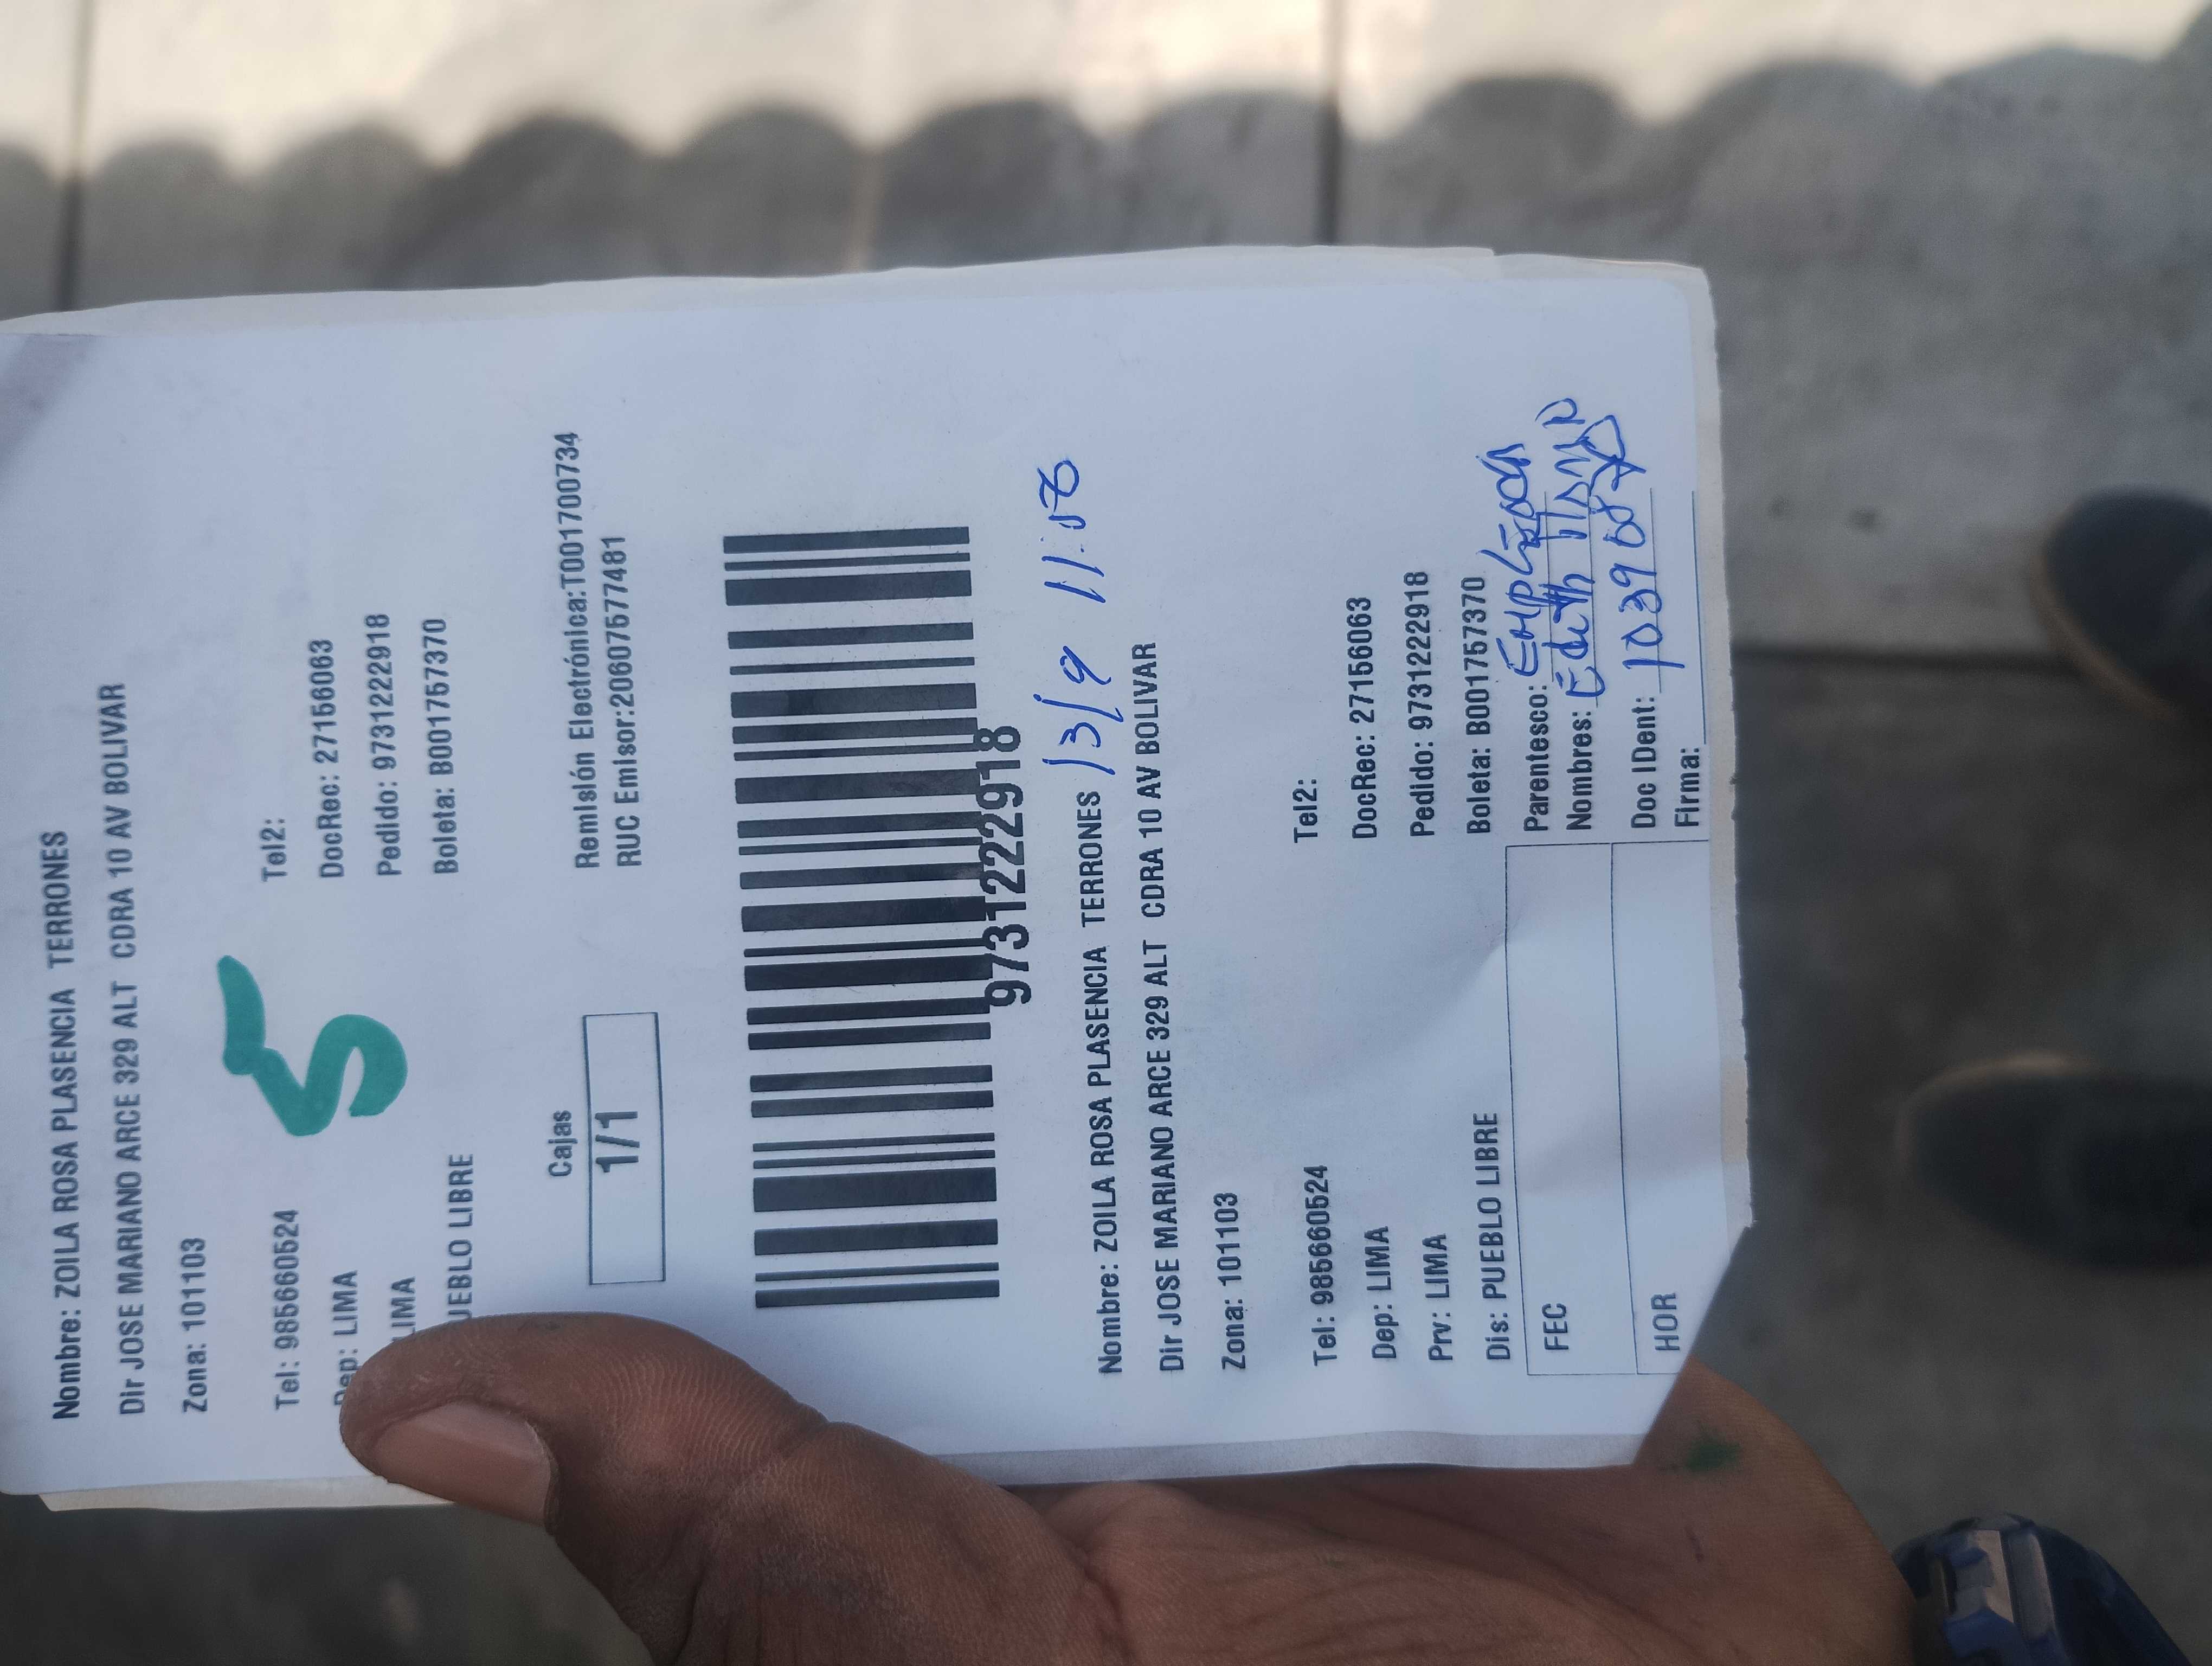 Nombre: ZOILA ROSA PLASENCIA TERRONES
Dir JOSE MARIANO ARCE 329 ALT CDRA 10 AV BOLIVAR
Zona: 101103
Tel: 985660524 Tel2:
Dep: LIMA DocRec: 27156063
LIMA Pedido: 9731222918
UEBLO LIBRE Boleta: B001757370
5
Cajas
1/1
Remisión Electrónica:T001700734
RUC Emisor:20607577481
9731222918
13/9
Nombre: ZOILA ROSA PLASENCIA TERRONES
Dir JOSE MARIANO ARCE 329 ALT CDRA 10 AV BOLIVAR
Zona: 101103
Tel: 985660524 Tel2:
Dep: LIMA DocRec: 27156063
Prv: LIMA Pedido: 9731222918
Dis: PUEBLO LIBRE Boleta: B001757370
FEC
HOR
Parentesco:
Nombres: Edith
Doc IDent:
Firma: